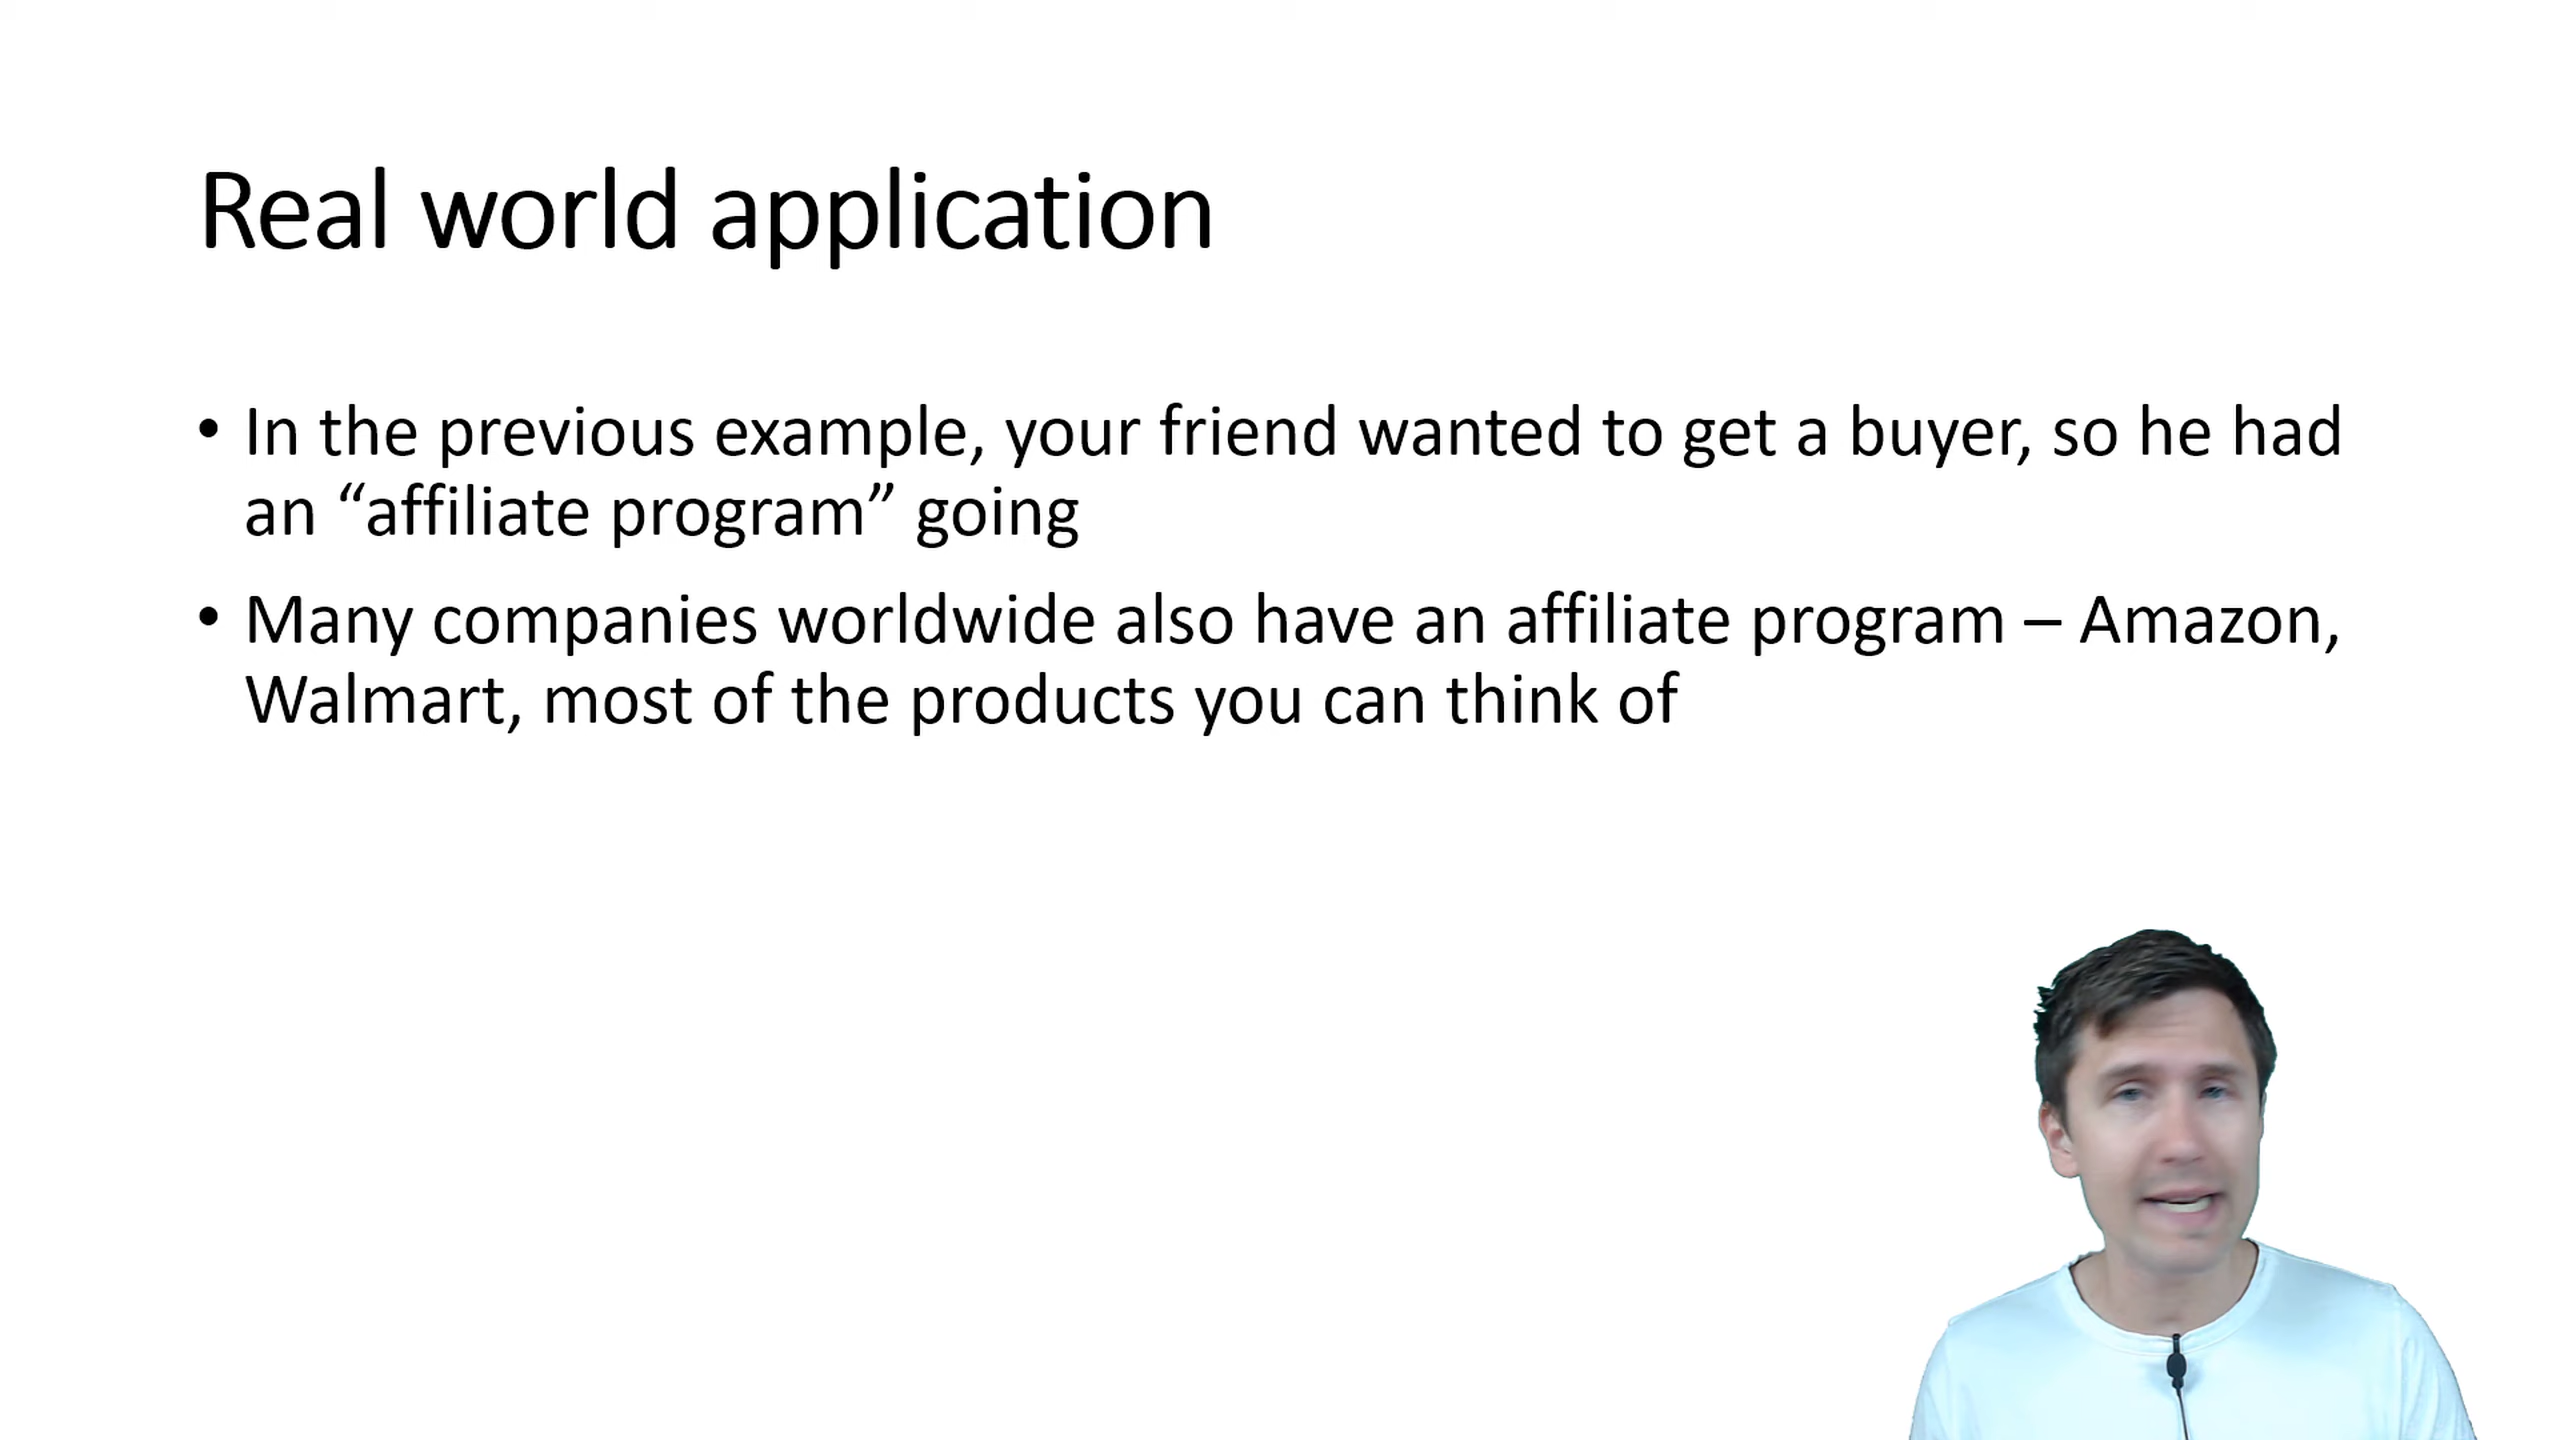 Real world application
• In the previous example, your friend wanted to get a buyer, so he had
an “affiliate program” going
• Many companies worldwide also have an affiliate program – Amazon,
Walmart, most of the products you can think of